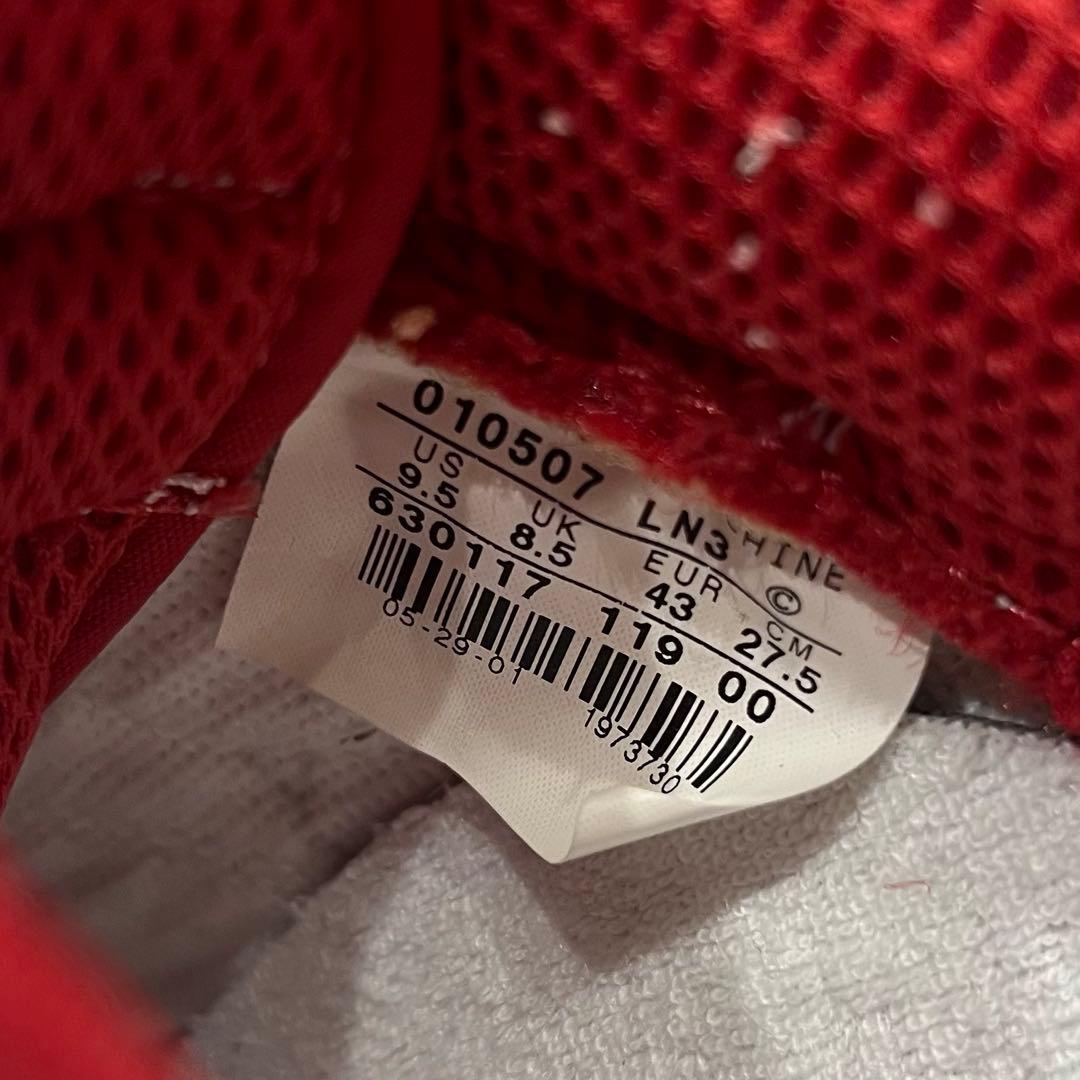 010507 LN3 ©
CHINE
US UK EUR CM
9.5 8.5 43 27.5
630117 119 00
05-29-01 1973730